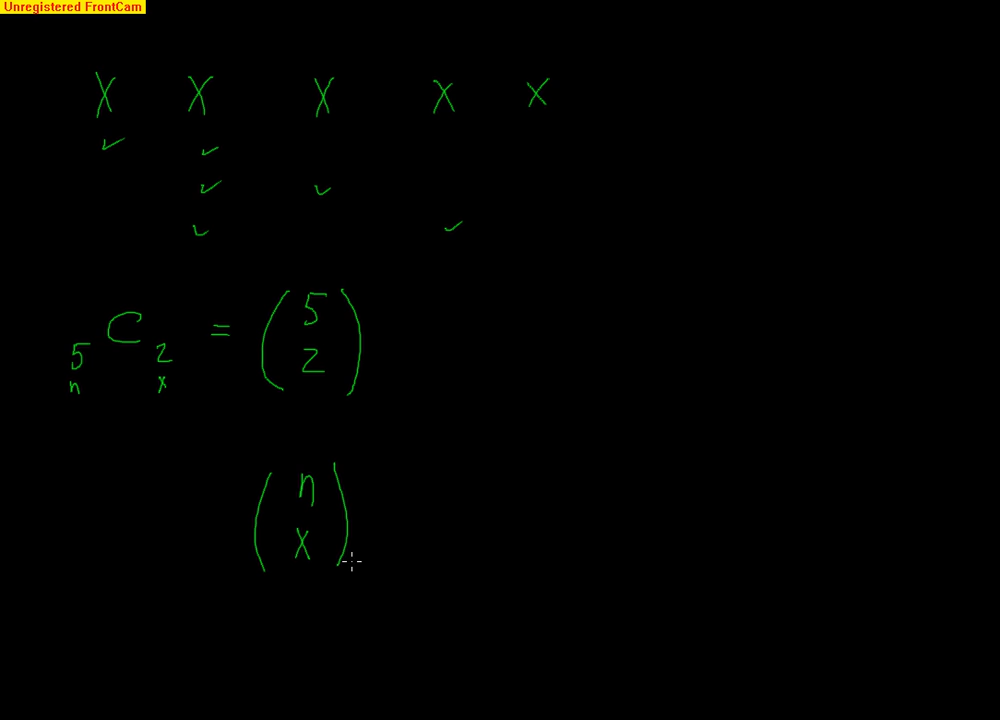 Unregistered FrontCam
X X X X X
✓ ✓
✓ ✓
✓ ✓
5 C 2 = ( 5
2 )
n x
( n
x )